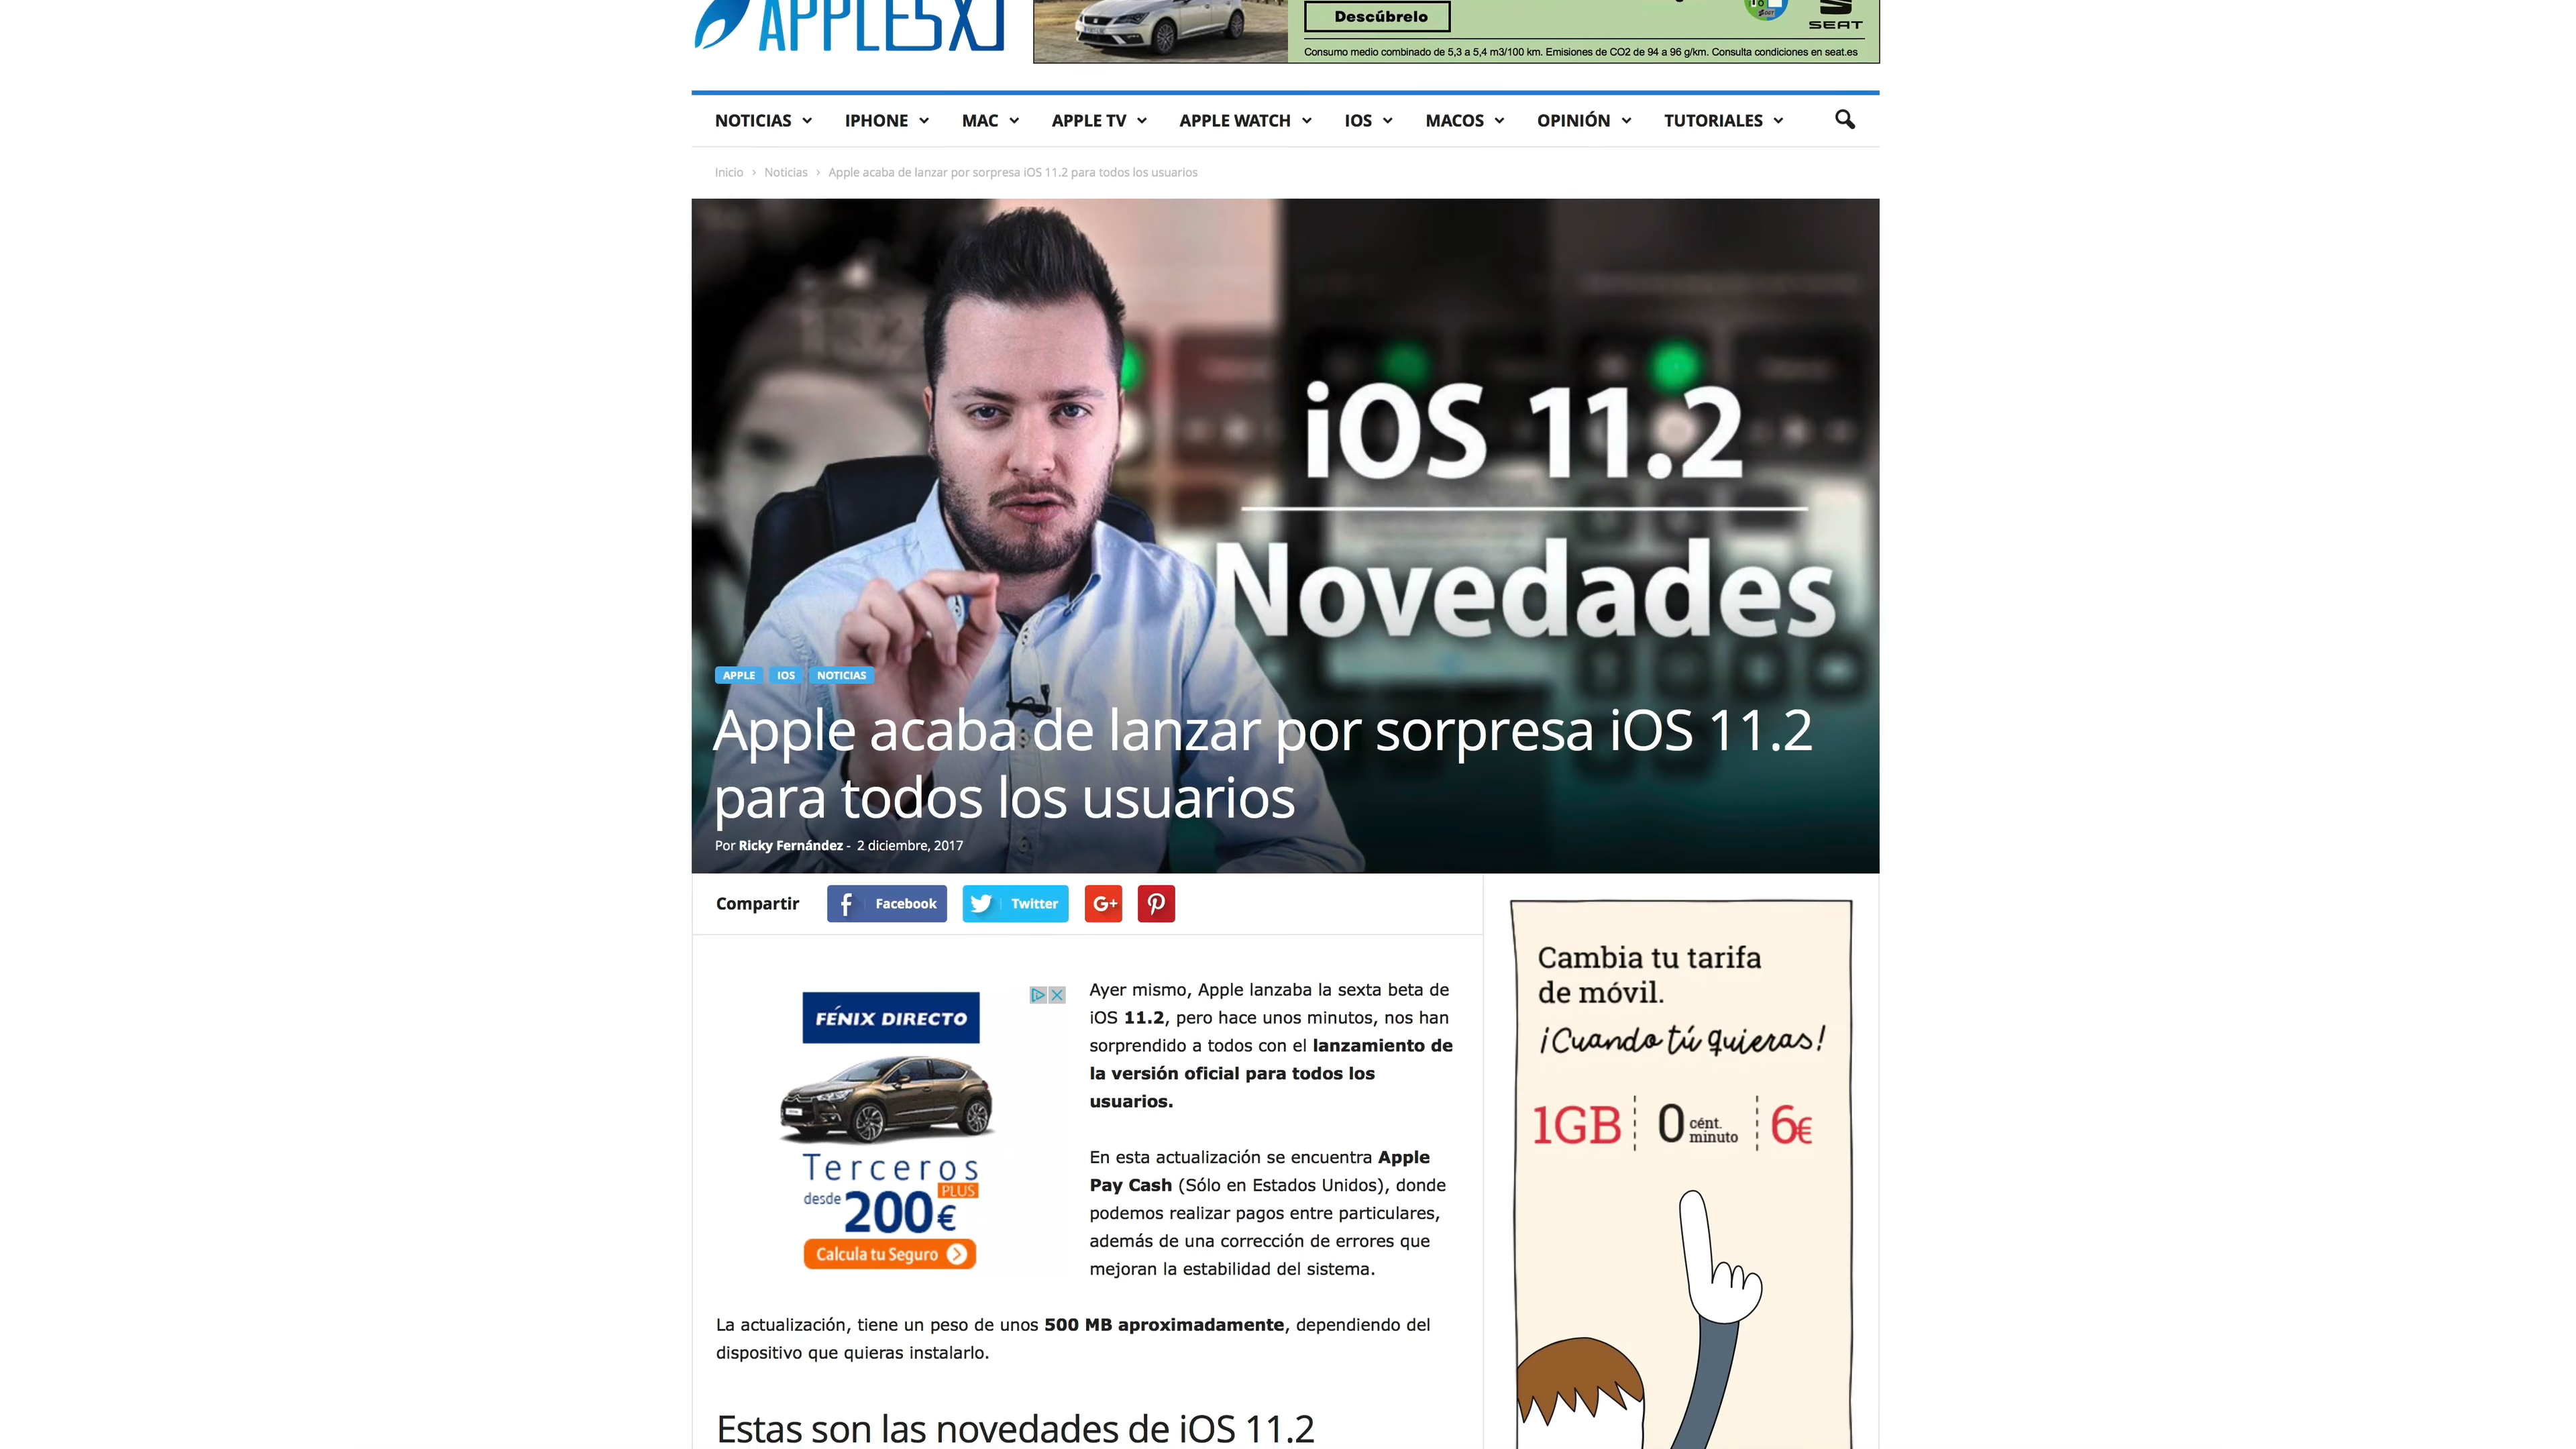 APPLE5X1
Descúbrelo
SEAT
Consumo medio combinado de 5,3 a 5,4 m3/100 km. Emisiones de CO2 de 94 a 96 g/km. Consulta condiciones en seat.es
NOTICIAS IPHONE MAC APPLE TV APPLE WATCH IOS MACOS OPINIÓN TUTORIALES
Inicio › Noticias › Apple acaba de lanzar por sorpresa iOS 11.2 para todos los usuarios
iOS 11.2
Novedades
APPLE IOS NOTICIAS
Apple acaba de lanzar por sorpresa iOS 11.2
para todos los usuarios
Por Ricky Fernández - 2 diciembre, 2017
Compartir Facebook Twitter G+
FÉNIX DIRECTO
Terceros
PLUS
desde 200€
Calcula tu Seguro
Ayer mismo, Apple lanzaba la sexta beta de
iOS 11.2, pero hace unos minutos, nos han
sorprendido a todos con el lanzamiento de
la versión oficial para todos los
usuarios.
En esta actualización se encuentra Apple
Pay Cash (Sólo en Estados Unidos), donde
podemos realizar pagos entre particulares,
además de una corrección de errores que
mejoran la estabilidad del sistema.
La actualización, tiene un peso de unos 500 MB aproximadamente, dependiendo del
dispositivo que quieras instalarlo.
Estas son las novedades de iOS 11.2
Cambia tu tarifa
de móvil.
¡Cuando tú quieras!
1GB 0 cént. minuto 6€